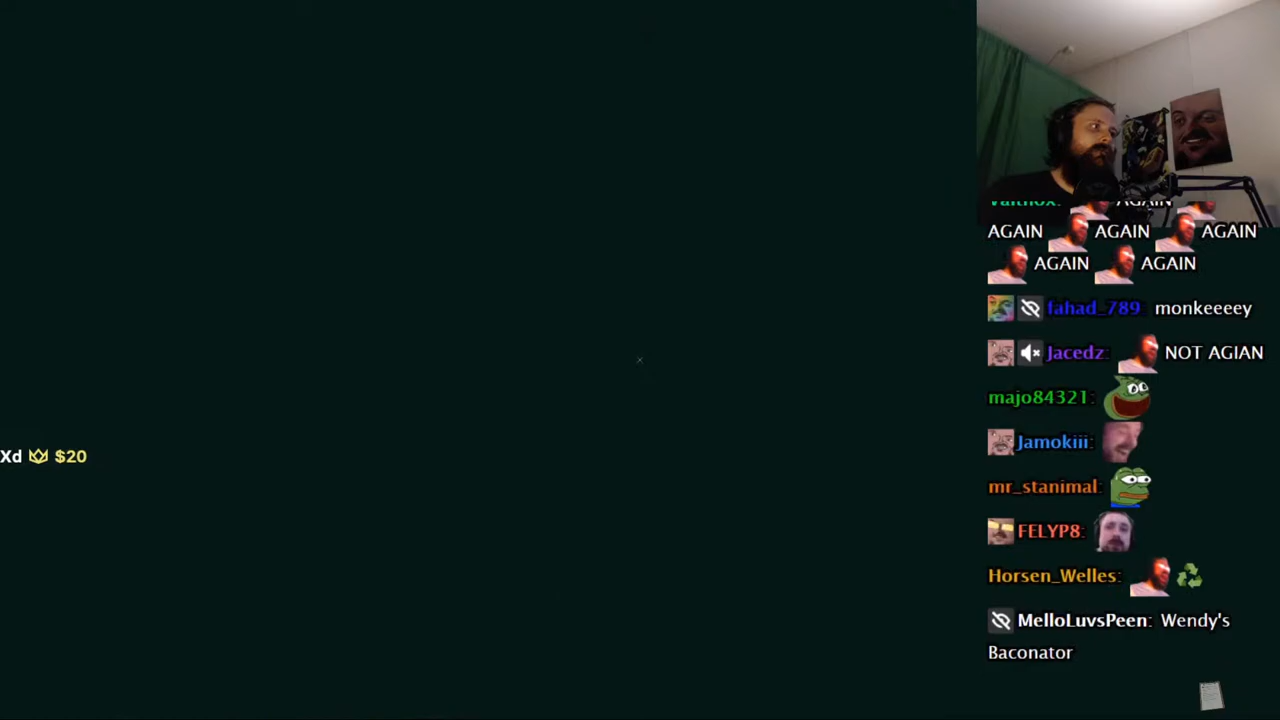 AGAIN
AGAIN AGAIN AGAIN
AGAIN AGAIN
fahad_789: monkeeeey
Jacedz: NOT AGIAN
majo84321:
Xd $20
Jamokiii:
mr_stanimal:
FELYP8:
Horsen_Welles:
MelloLuvsPeen: Wendy's
Baconator